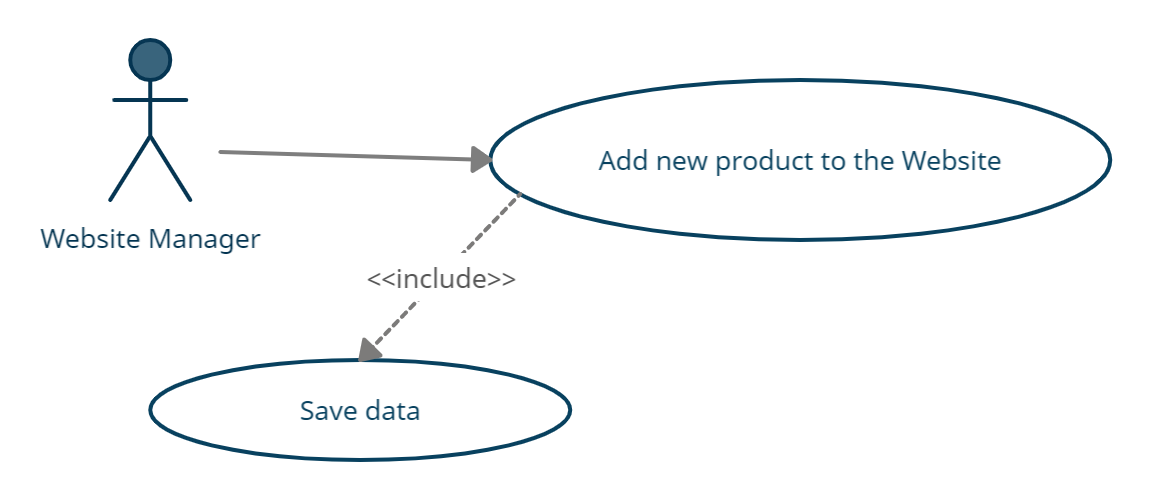 Add new product to the Website
Website Manager
<<include>>
Save data